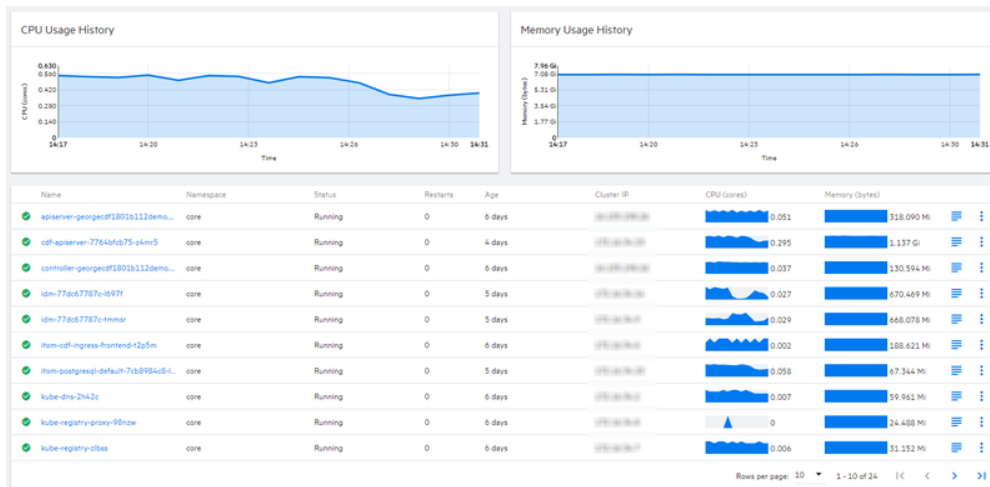 CPU Usage History
0.630
0.560
0.420
0.280
0.140
0
CPU (cores)
14:17 14:20 14:23 14:26 14:30 14:31
Time
Memory Usage History
7.96 Gi
7.08 Gi
5.31 Gi
3.54 Gi
1.77 Gi
0
Memory (bytes)
14:17 14:20 14:23 14:26 14:30 14:31
Time
Name Namespace Status Restarts Age Cluster IP CPU (cores) Memory (bytes)
apiserver-georgecdf1801b112demo... core Running 0 6 days 0.051 318.090 Mi
cdf-apiserver-7764bfcb75-z4mr5 core Running 0 4 days 0.295 1.137 Gi
controller-georgecdf1801b112demo... core Running 0 6 days 0.037 130.594 Mi
idm-77dc67787c-l697f core Running 0 5 days 0.027 670.469 Mi
idm-77dc67787c-tmmsr core Running 0 5 days 0.029 668.078 Mi
itom-cdf-ingress-frontend-t2p5m core Running 0 6 days 0.002 188.621 Mi
itom-postgresql-default-7cb8984c8-l... core Running 0 5 days 0.058 67.344 Mi
kube-dns-2h42c core Running 0 6 days 0.007 59.961 Mi
kube-registry-proxy-98nzw core Running 0 6 days 0 24.488 Mi
kube-registry-zlbss core Running 0 6 days 0.006 31.152 Mi
Rows per page: 10 1 - 10 of 24